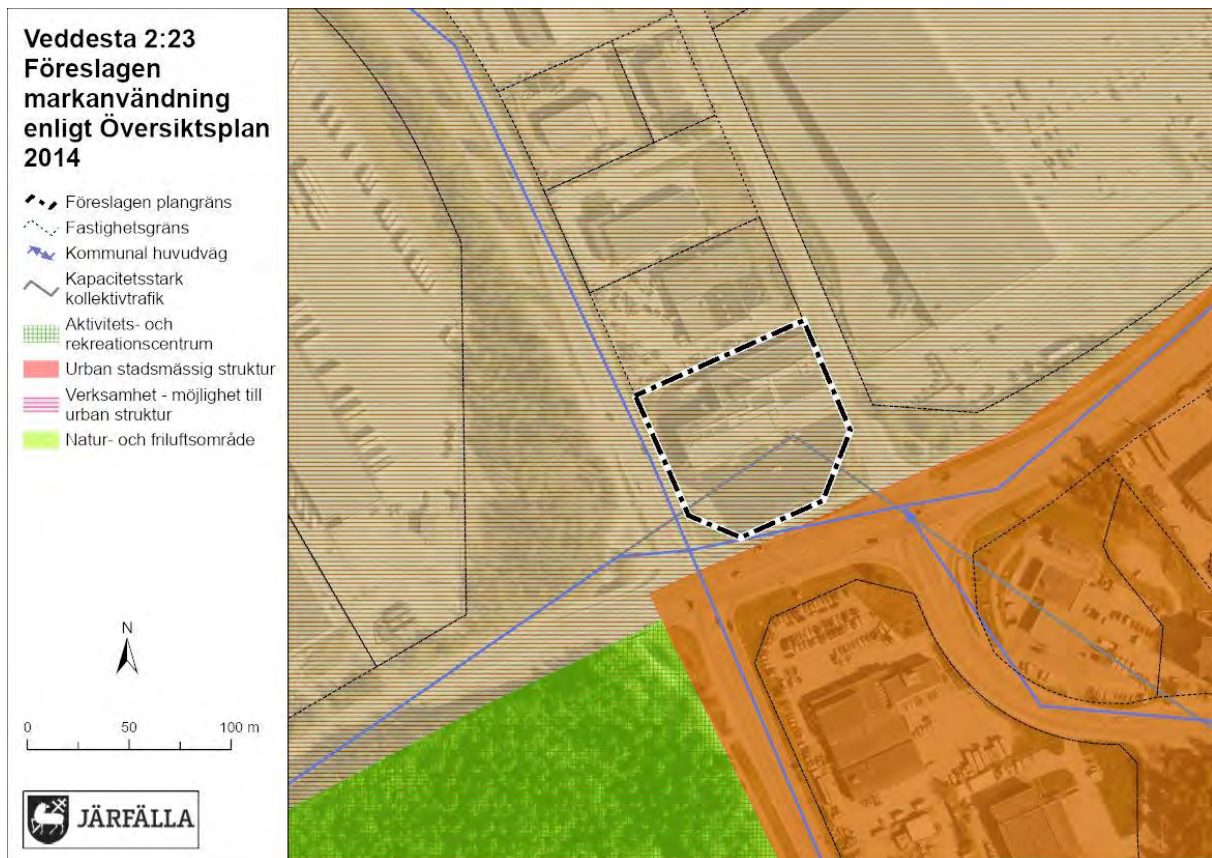 Veddesta 2:23
Föreslagen
markanvändning
enligt Översiktsplan
2014
Föreslagen plangräns
Fastighetsgräns
Kommunal huvudväg
Kapacitetsstark
kollektivtrafik
Aktivitets- och
rekreationscentrum
Urban stadsmässig struktur
Verksamhet - möjlighet till
urban struktur
Natur- och friluftsområde
N
0 50 100 m
JÄRFÄLLA